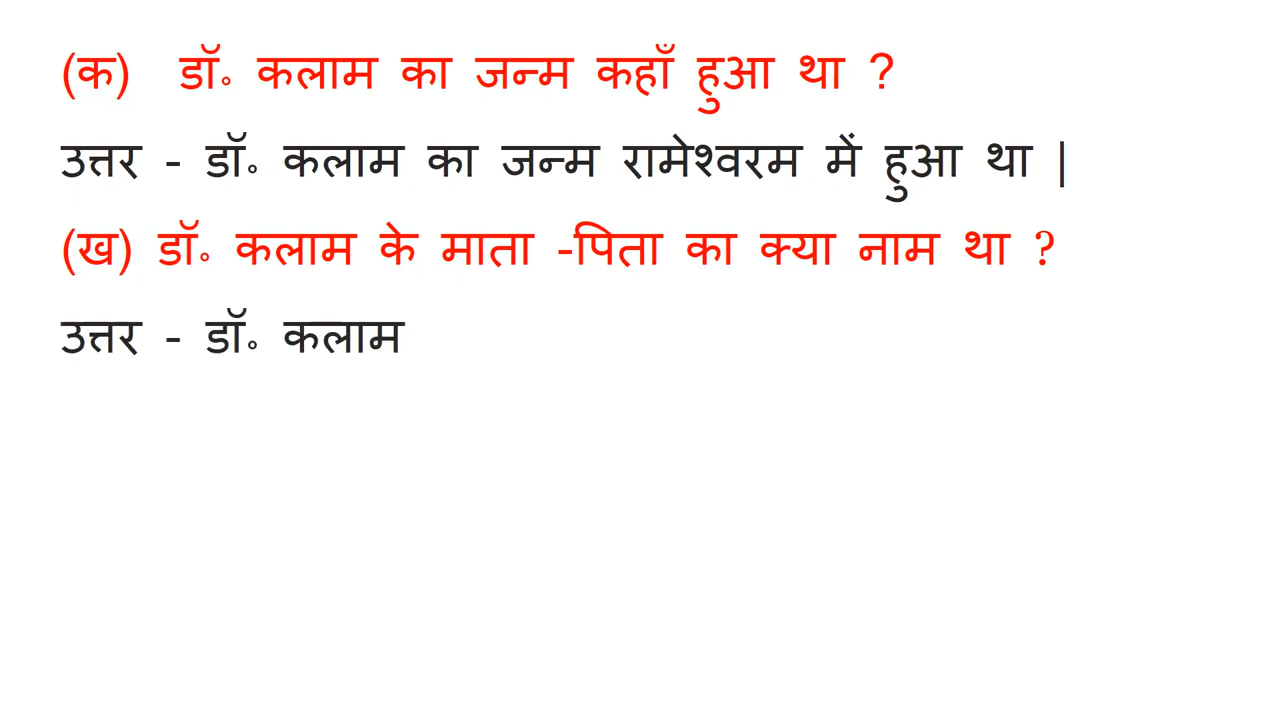 (क) डॉ॰ कलाम का जन्म कहाँ हुआ था ?
उत्तर - डॉ॰ कलाम का जन्म रामेश्वरम में हुआ था |
(ख) डॉ॰ कलाम के माता -पिता का क्या नाम था ?
उत्तर - डॉ॰ कलाम